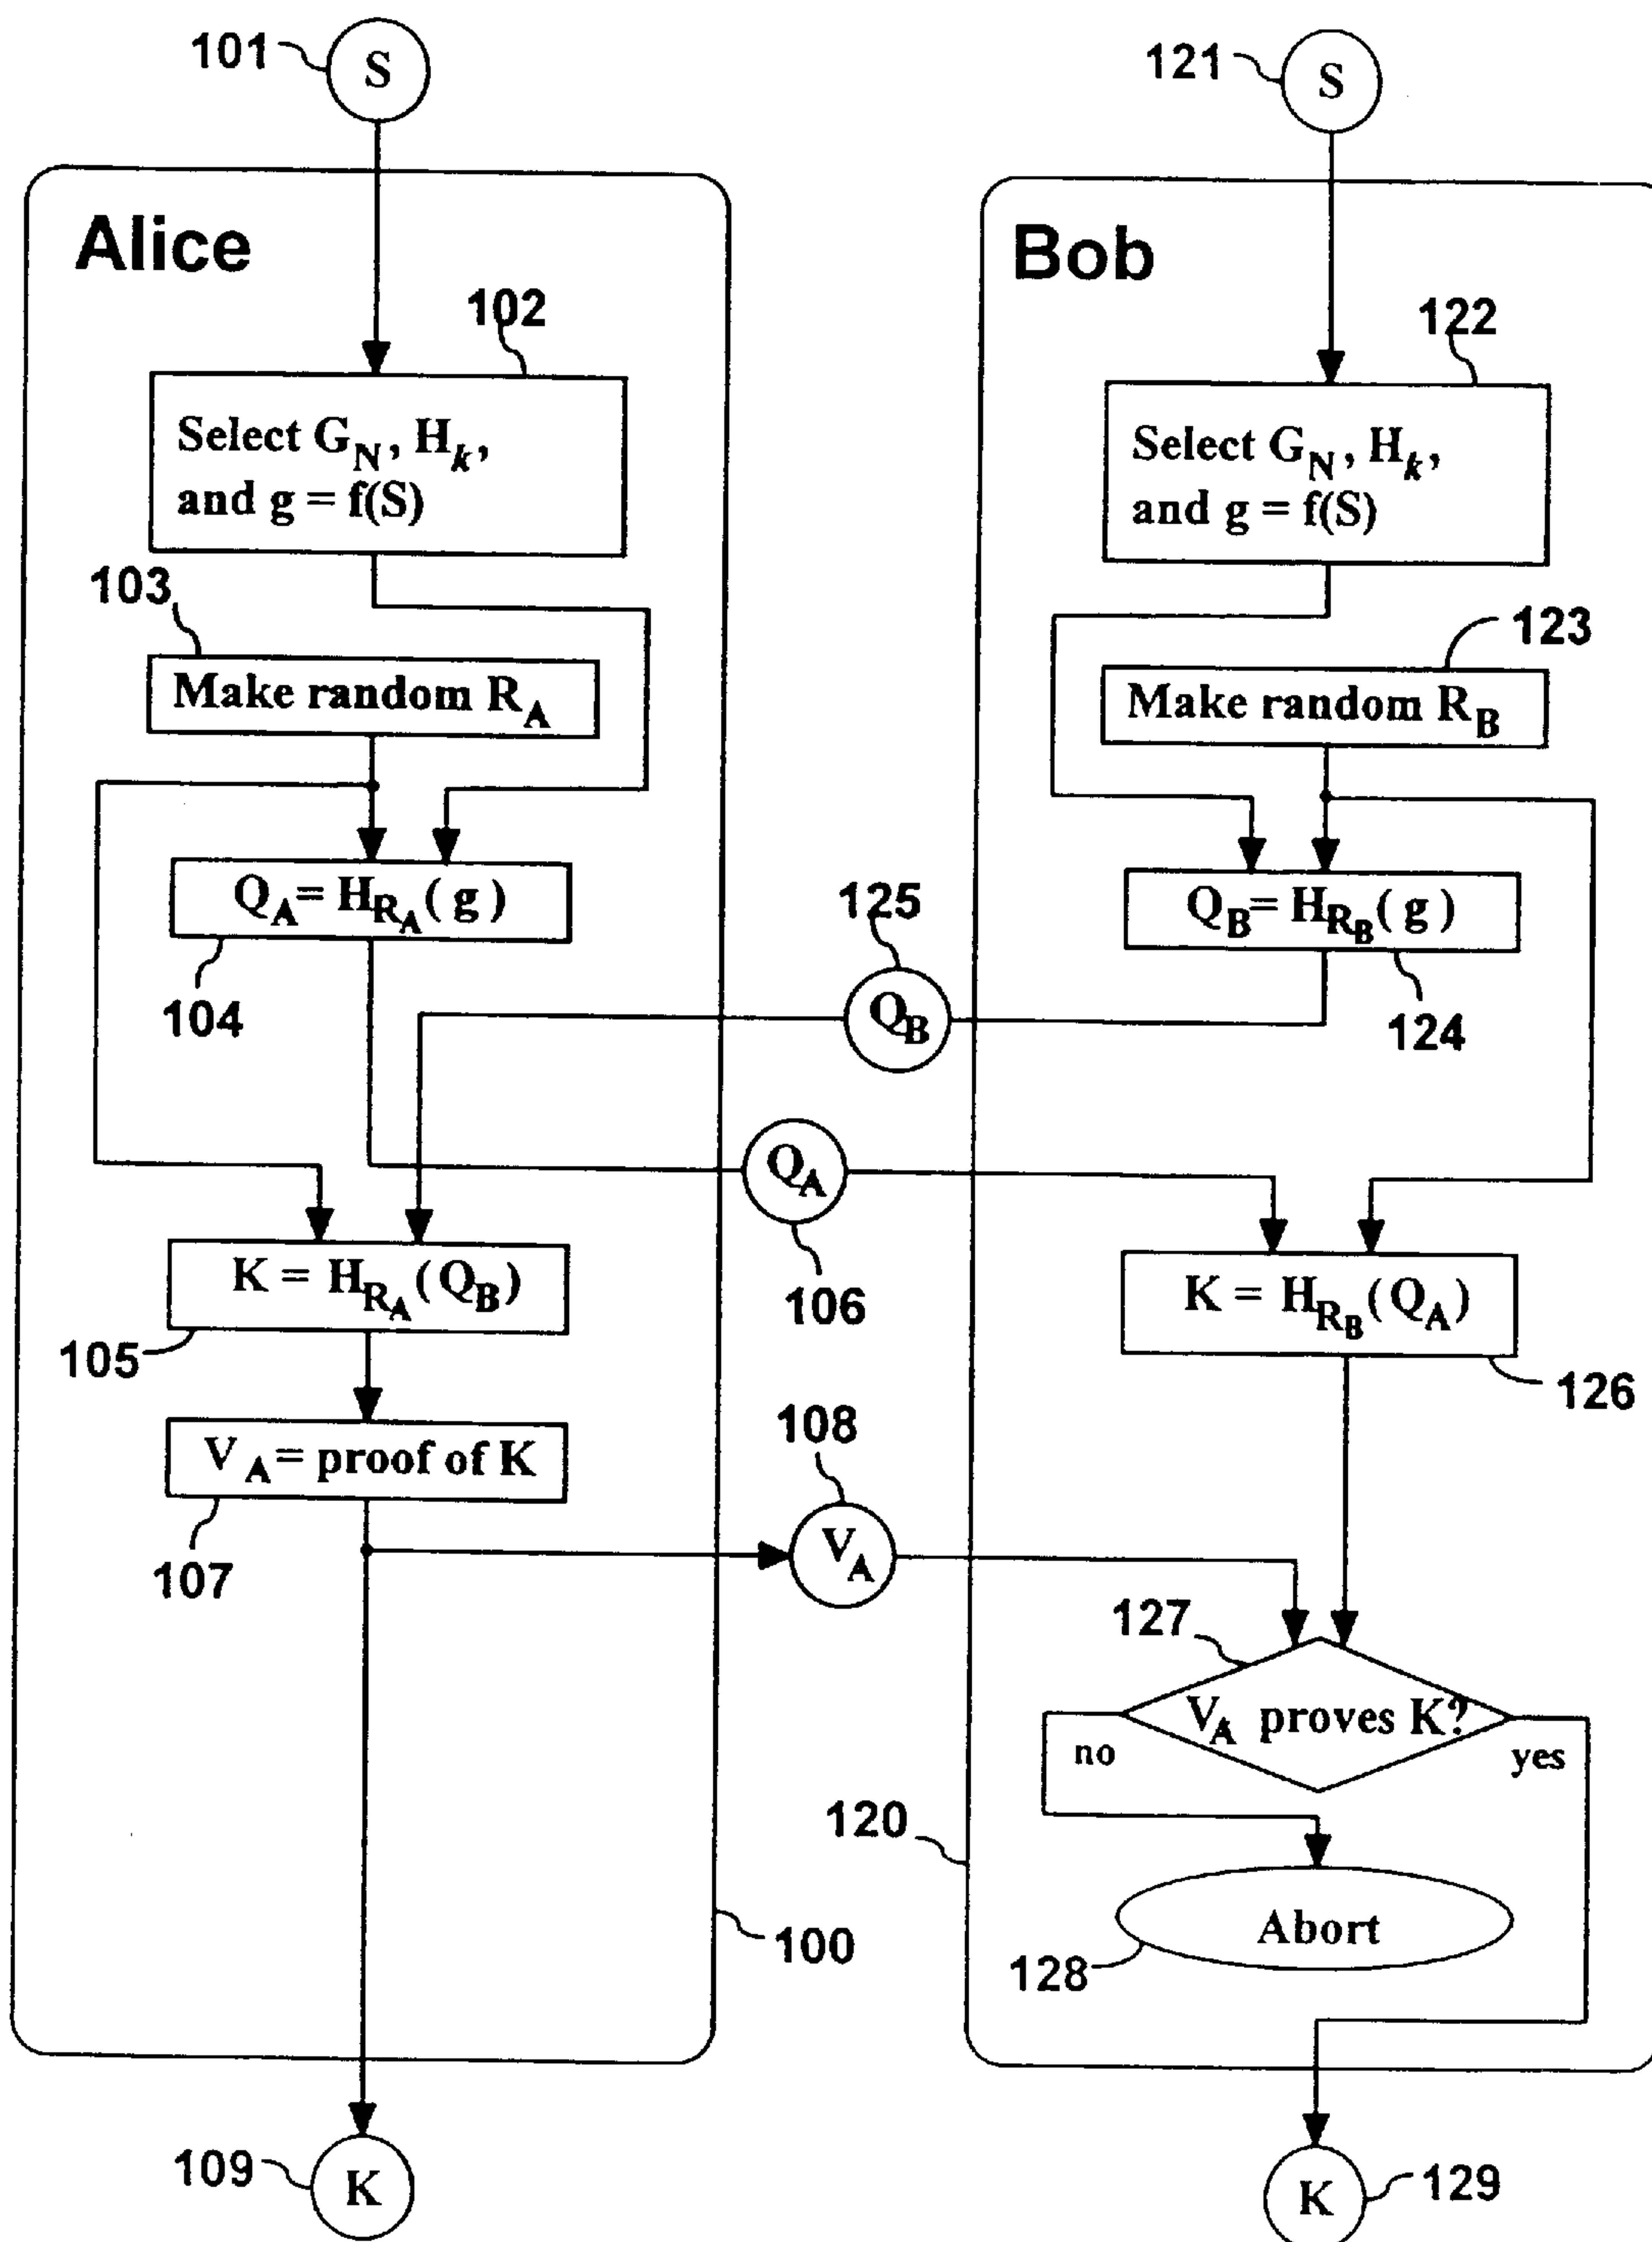 101
S
121
S
Alice
Bob
102
122
Select G_N, H_k,
and g = f(S)
Select G_N, H_k,
and g = f(S)
103
123
Make random R_A
Make random R_B
Q_A = H_{R_A}(g)
125
Q_B = H_{R_B}(g)
104
Q_B
124
Q_A
K = H_{R_A}(Q_B)
106
K = H_{R_B}(Q_A)
105
126
108
V_A = proof of K
V_A
107
127
V_A proves K?
no
yes
120
Abort
100
128
109
K
K
129